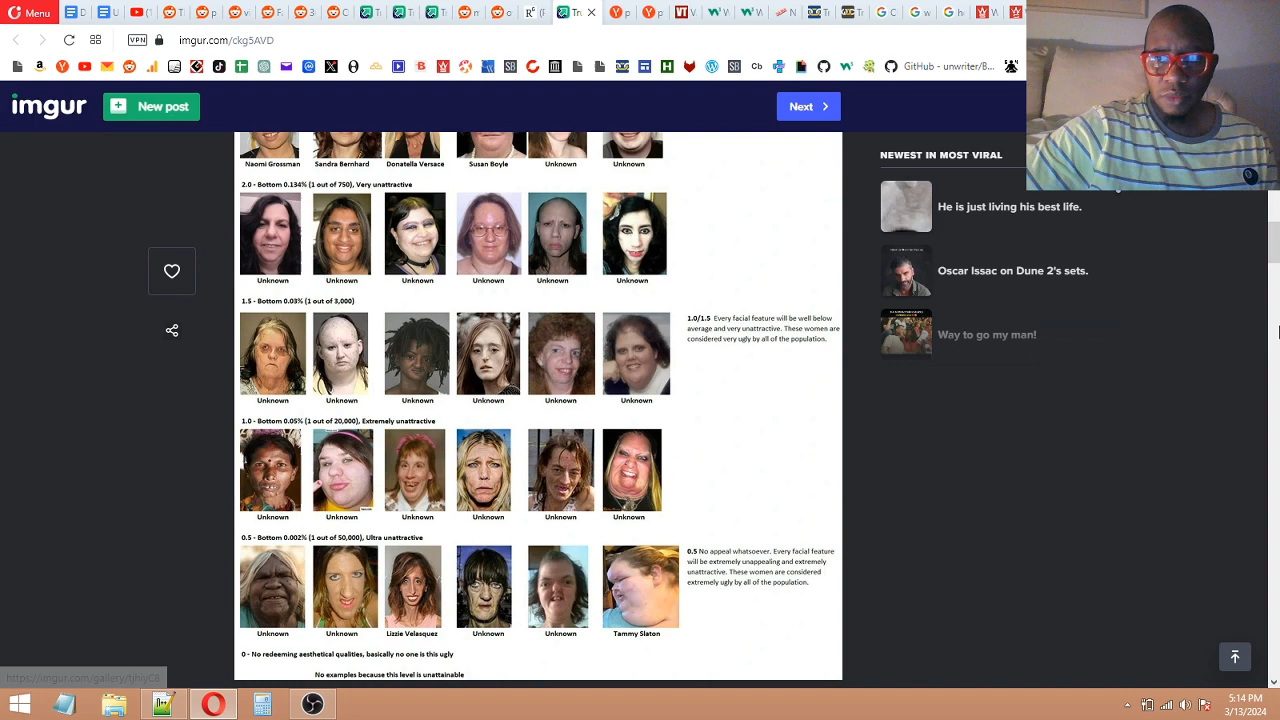 Menu
imgur.com/ckg5AVD
VPN
GitHub - unwriter/B...
imgur
New post
Next
NEWEST IN MOST VIRAL
He is just living his best life.
Oscar Issac on Dune 2's sets.
Way to go my man!
Naomi Grossman Sandra Bernhard Donatella Versace Susan Boyle Unknown Unknown
2.0 - Bottom 0.134% (1 out of 750), Very unattractive
Unknown Unknown Unknown Unknown Unknown Unknown
1.5 - Bottom 0.03% (1 out of 3,000)
1.0/1.5 Every facial feature will be well below
average and very unattractive. These women are
considered very ugly by all of the population.
Unknown Unknown Unknown Unknown Unknown Unknown
1.0 - Bottom 0.05% (1 out of 20,000), Extremely unattractive
Unknown Unknown Unknown Unknown Unknown Unknown
0.5 - Bottom 0.002% (1 out of 50,000), Ultra unattractive
0.5 No appeal whatsoever. Every facial feature
will be extremely unappealing and extremely
unattractive. These women are considered
extremely ugly by all of the population.
Unknown Unknown Lizzie Velasquez Unknown Unknown Tammy Slaton
0 - No redeeming aesthetical qualities, basically no one is this ugly
No examples because this level is unattainable
https://imgur.com/gallery/tjhiyC8
5:14 PM
3/13/2024